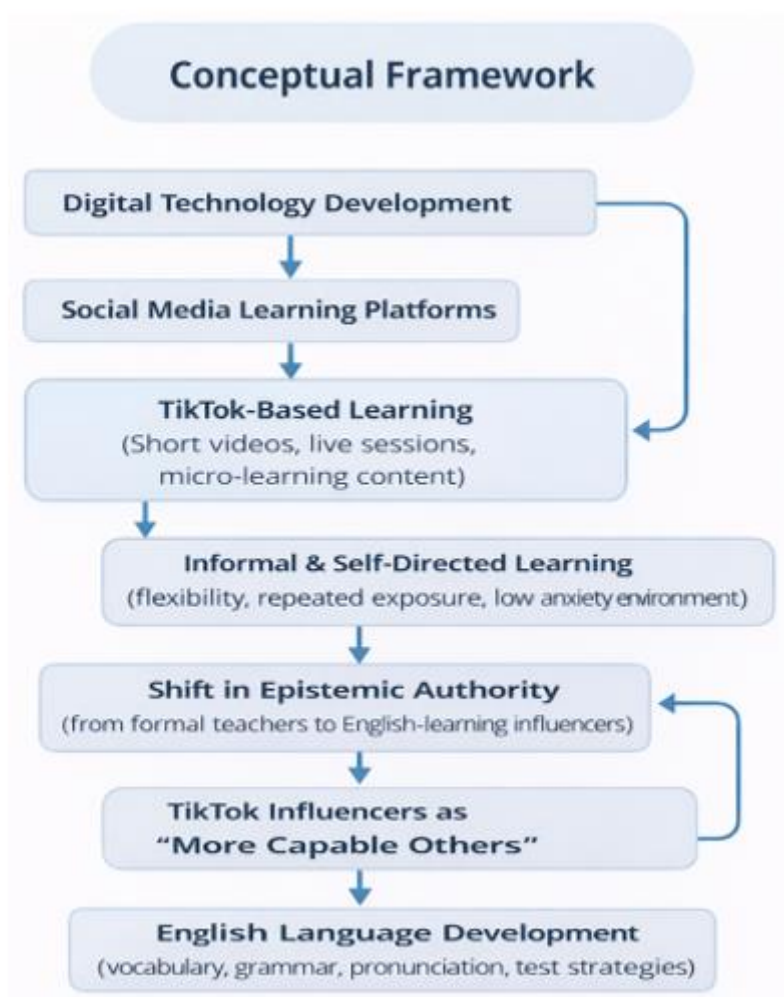 Conceptual Framework
Digital Technology Development
Social Media Learning Platforms
TikTok-Based Learning
(Short videos, live sessions,
micro-learning content)
Informal & Self-Directed Learning
(flexibility, repeated exposure, low anxiety environment)
Shift in Epistemic Authority
(from formal teachers to English-learning influencers)
TikTok Influencers as
“More Capable Others”
English Language Development
(vocabulary, grammar, pronunciation, test strategies)